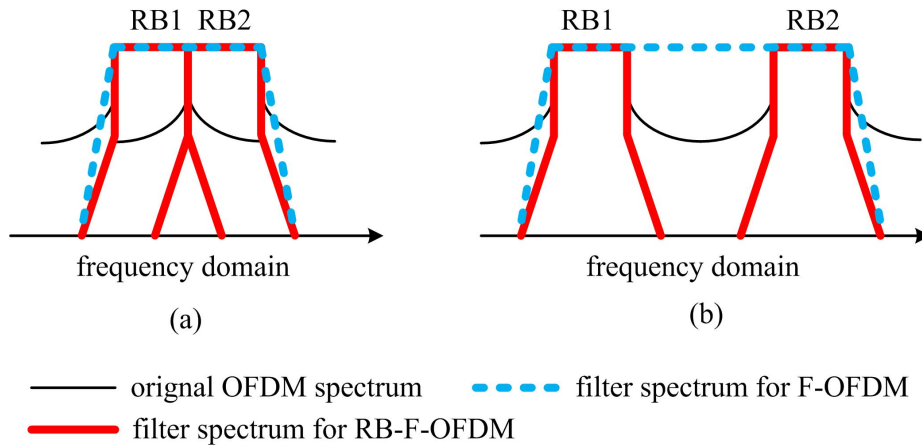 RB1 RB2
RB1 RB2
frequency domain
frequency domain
(a)
(b)
orignal OFDM spectrum
filter spectrum for F-OFDM
filter spectrum for RB-F-OFDM